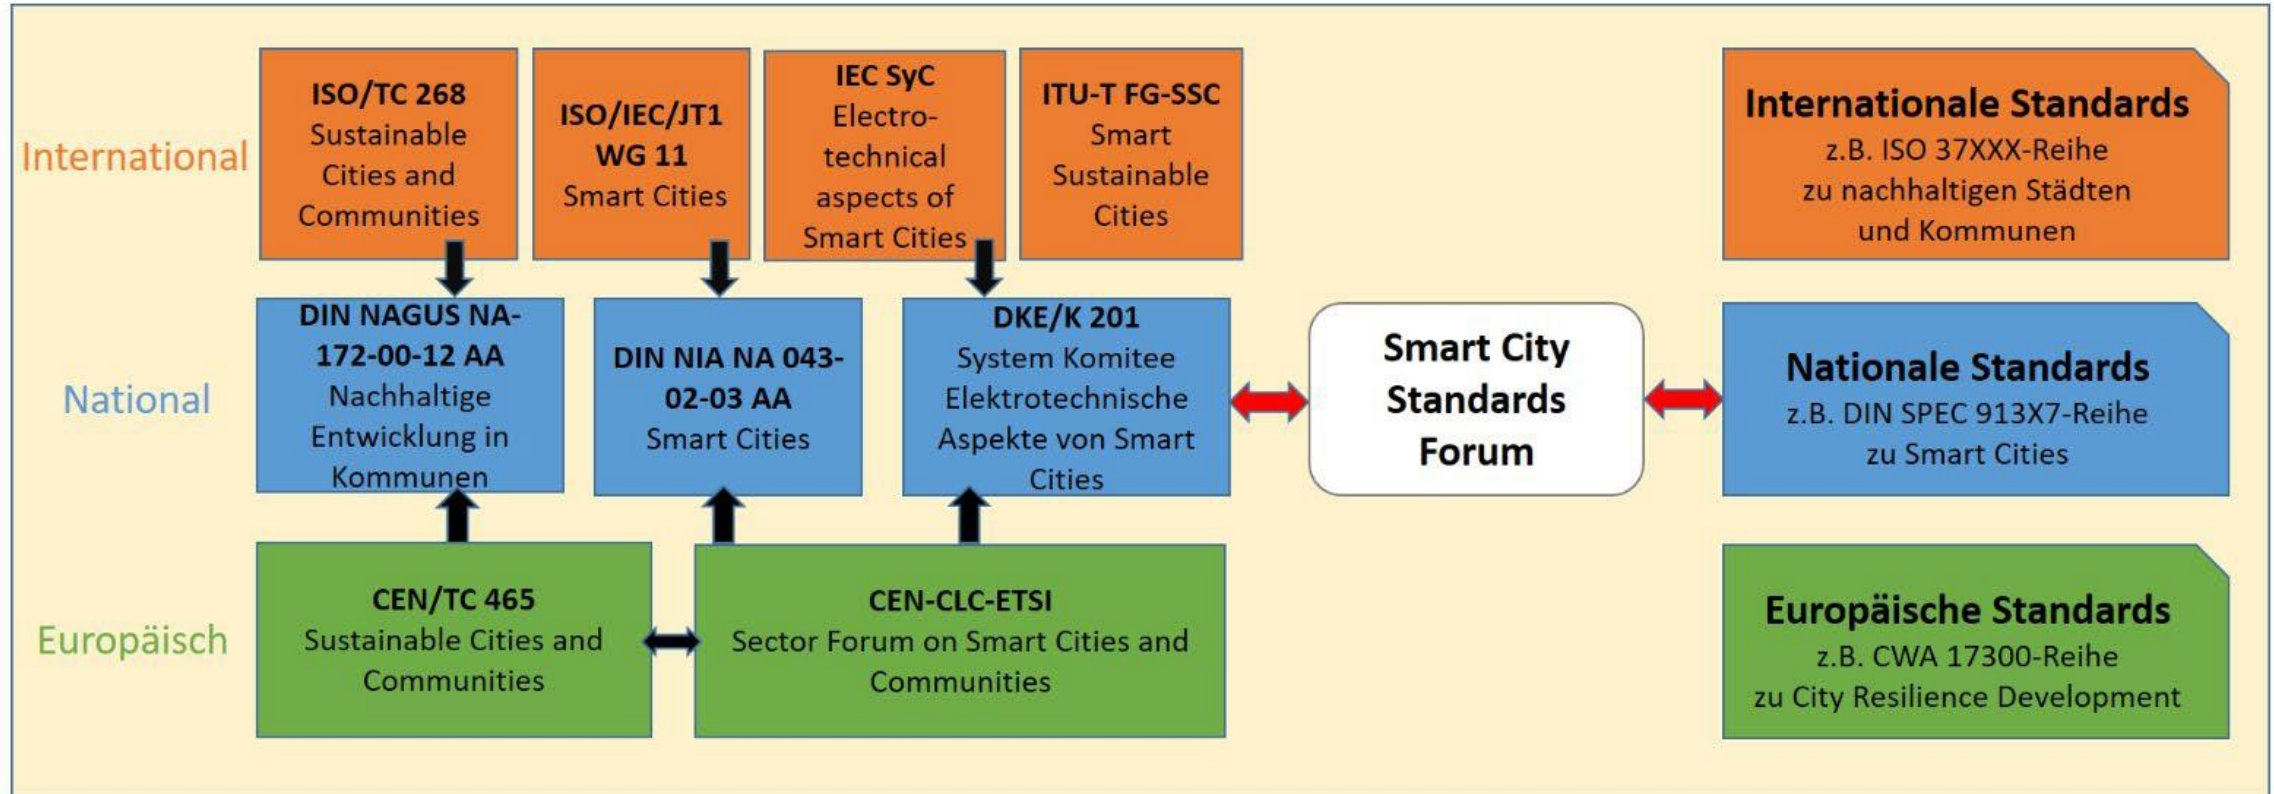 International
ISO/TC 268
Sustainable
Cities and
Communities
ISO/IEC/JT1
WG 11
Smart Cities
IEC SyC
Electro-
technical
aspects of
Smart Cities
ITU-T FG-SSC
Smart
Sustainable
Cities
Internationale Standards
z.B. ISO 37XXX-Reihe
zu nachhaltigen Städten
und Kommunen
National
DIN NAGUS NA-
172-00-12 AA
Nachhaltige
Entwicklung in
Kommunen
DIN NIA NA 043-
02-03 AA
Smart Cities
DKE/K 201
System Komitee
Elektrotechnische
Aspekte von Smart
Cities
Smart City
Standards
Forum
Nationale Standards
z.B. DIN SPEC 913X7-Reihe
zu Smart Cities
Europäisch
CEN/TC 465
Sustainable Cities and
Communities
CEN-CLC-ETSI
Sector Forum on Smart Cities and
Communities
Europäische Standards
z.B. CWA 17300-Reihe
zu City Resilience Development